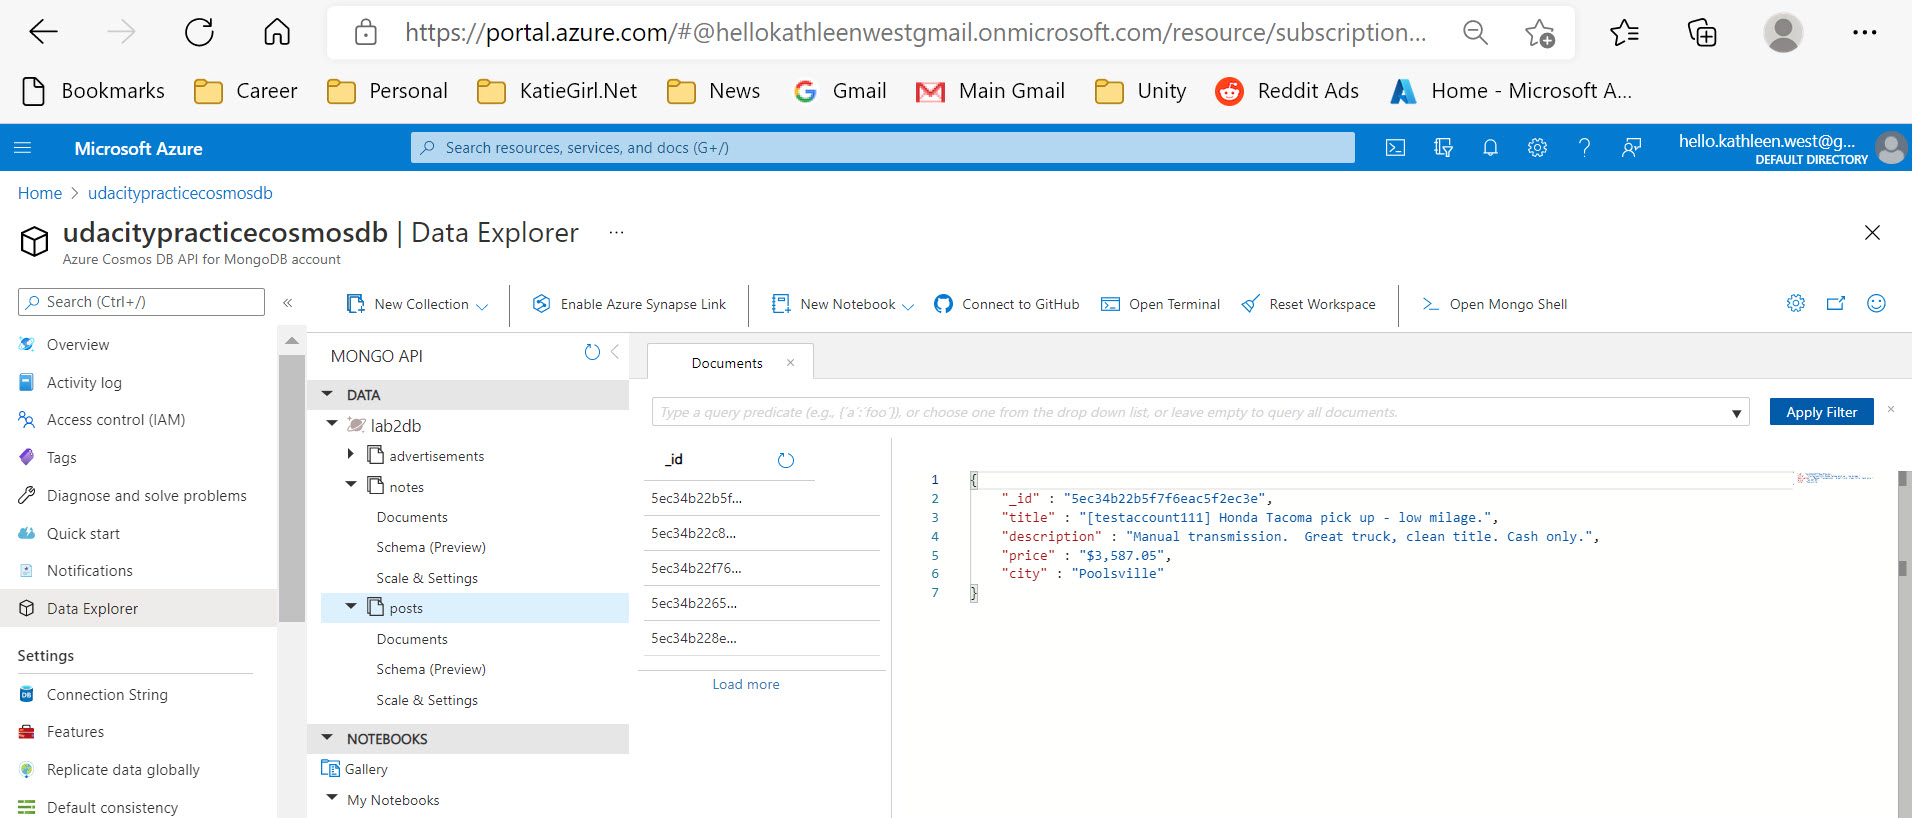 https://portal.azure.com/#@hellokathleenwestgmail.onmicrosoft.com/resource/subscription...
Bookmarks Career Personal KatieGirl.Net News Gmail Main Gmail Unity Reddit Ads Home - Microsoft A...
Microsoft Azure
Search resources, services, and docs (G+/)
hello.kathleen.west@g...
DEFAULT DIRECTORY
Home > udacitypracticecosmosdb
udacitypracticecosmosdb | Data Explorer ...
Azure Cosmos DB API for MongoDB account
Search (Ctrl+/)
«
Overview
Activity log
Access control (IAM)
Tags
Diagnose and solve problems
Quick start
Notifications
Data Explorer
Settings
Connection String
Features
Replicate data globally
Default consistency
New Collection
Enable Azure Synapse Link
New Notebook
Connect to GitHub
Open Terminal
Reset Workspace
Open Mongo Shell
MONGO API
DATA
lab2db
advertisements
notes
Documents
Schema (Preview)
Scale & Settings
posts
Documents
Schema (Preview)
Scale & Settings
NOTEBOOKS
Gallery
My Notebooks
Documents
Type a query predicate (e.g., {´a´:´foo´}), or choose one from the drop down list, or leave empty to query all documents.
Apply Filter
_id
5ec34b22b5f...
5ec34b22c8...
5ec34b22f76...
5ec34b2265...
5ec34b228e...
Load more
1 {
2 "_id" : "5ec34b22b5f7f6eac5f2ec3e",
3 "title" : "[testaccount111] Honda Tacoma pick up - low milage.",
4 "description" : "Manual transmission.  Great truck, clean title. Cash only.",
5 "price" : "$3,587.05",
6 "city" : "Poolsville"
7 }